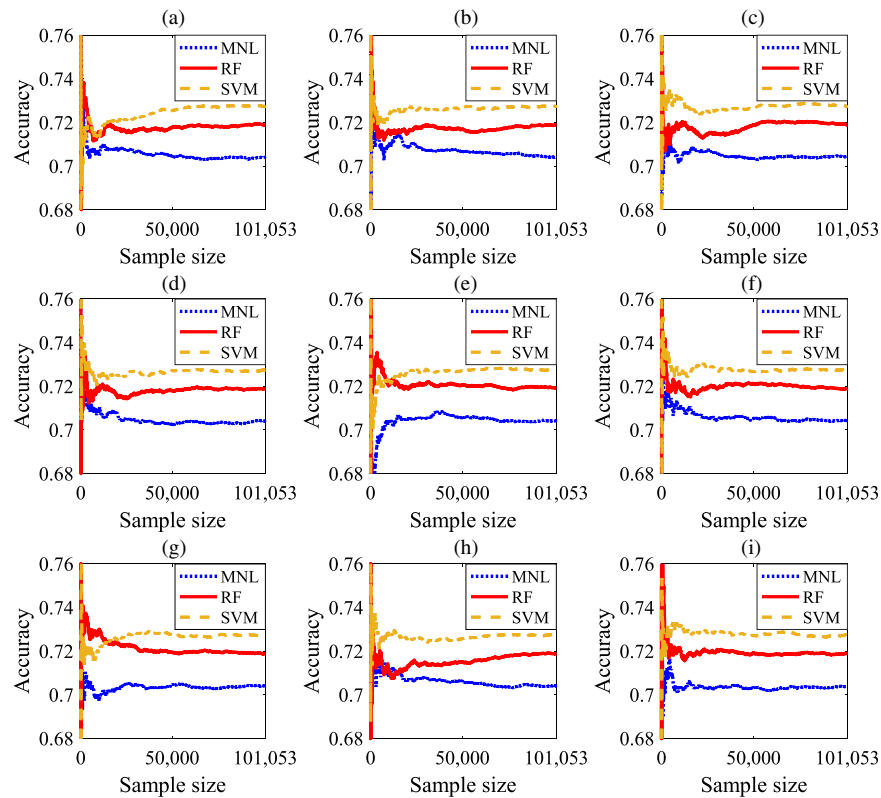 (a) (b) (c)
0.76 MNL 0.76 MNL 0.76 MNL
0.74 RF 0.74 RF 0.74 RF
SVM SVM SVM
0.72 0.72 0.72
0.7 0.7 0.7
0.68 0.68 0.68
Accuracy Accuracy Accuracy
0 50,000 101,053 0 50,000 101,053 0 50,000 101,053
Sample size Sample size Sample size
(d) (e) (f)
0.76 MNL 0.76 MNL 0.76 MNL
0.74 RF 0.74 RF 0.74 RF
SVM SVM SVM
0.72 0.72 0.72
0.7 0.7 0.7
0.68 0.68 0.68
Accuracy Accuracy Accuracy
0 50,000 101,053 0 50,000 101,053 0 50,000 101,053
Sample size Sample size Sample size
(g) (h) (i)
0.76 MNL 0.76 MNL 0.76 MNL
0.74 RF 0.74 RF 0.74 RF
SVM SVM SVM
0.72 0.72 0.72
0.7 0.7 0.7
0.68 0.68 0.68
Accuracy Accuracy Accuracy
0 50,000 101,053 0 50,000 101,053 0 50,000 101,053
Sample size Sample size Sample size